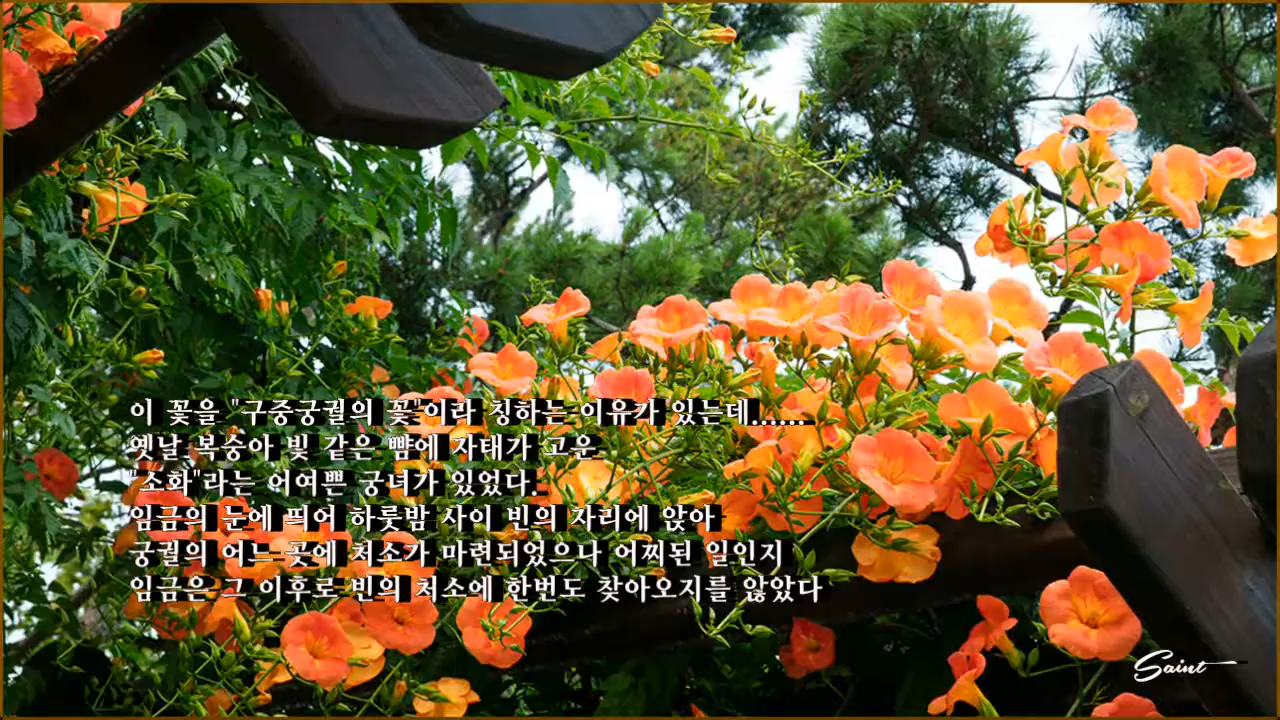 이 꽃을 "구중궁궐의 꽃"이라 칭하는 이유가 있는데......
옛날 복숭아 빛 같은 뺨에 자태가 고운
"소화"라는 어여쁜 궁녀가 있었다.
임금의 눈에 띄어 하룻밤 사이 빈의 자리에 앉아
궁궐의 어느 곳에 처소가 마련되었으나 어찌된 일인지
임금은 그 이후로 빈의 처소에 한번도 찾아오지를 않았다
Saint